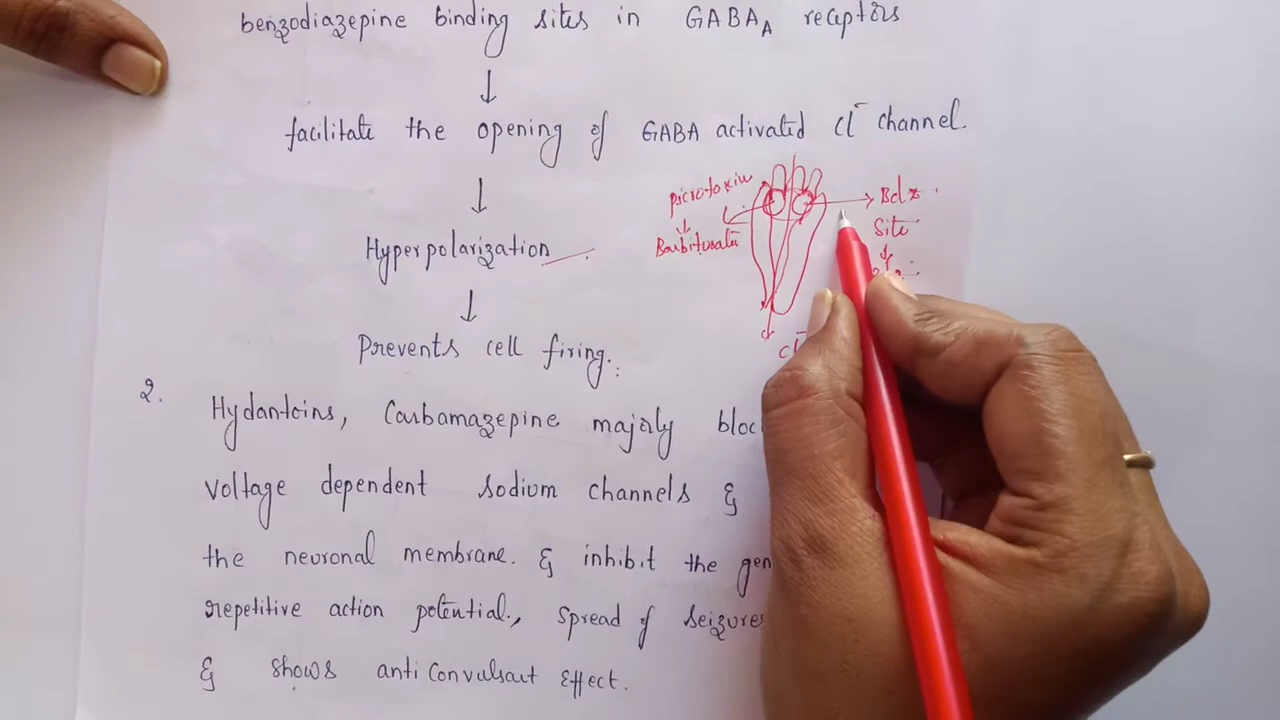 benzodiazepine binding sites in GABA_A receptors
↓
facilitate the opening of GABA activated Cl⁻ channel.
↓
picrotoxin
↓
Barbiturate
Bdz
Site
↓
Hyperpolarization
↓
Cl⁻
Prevents cell firing.
2. Hydantoins, Carbamazepine majorly bloc
voltage dependent sodium channels &
the neuronal membrane. & inhibit the gen
repetitive action potential., spread of seizures
& shows anti Convulsant Effect.